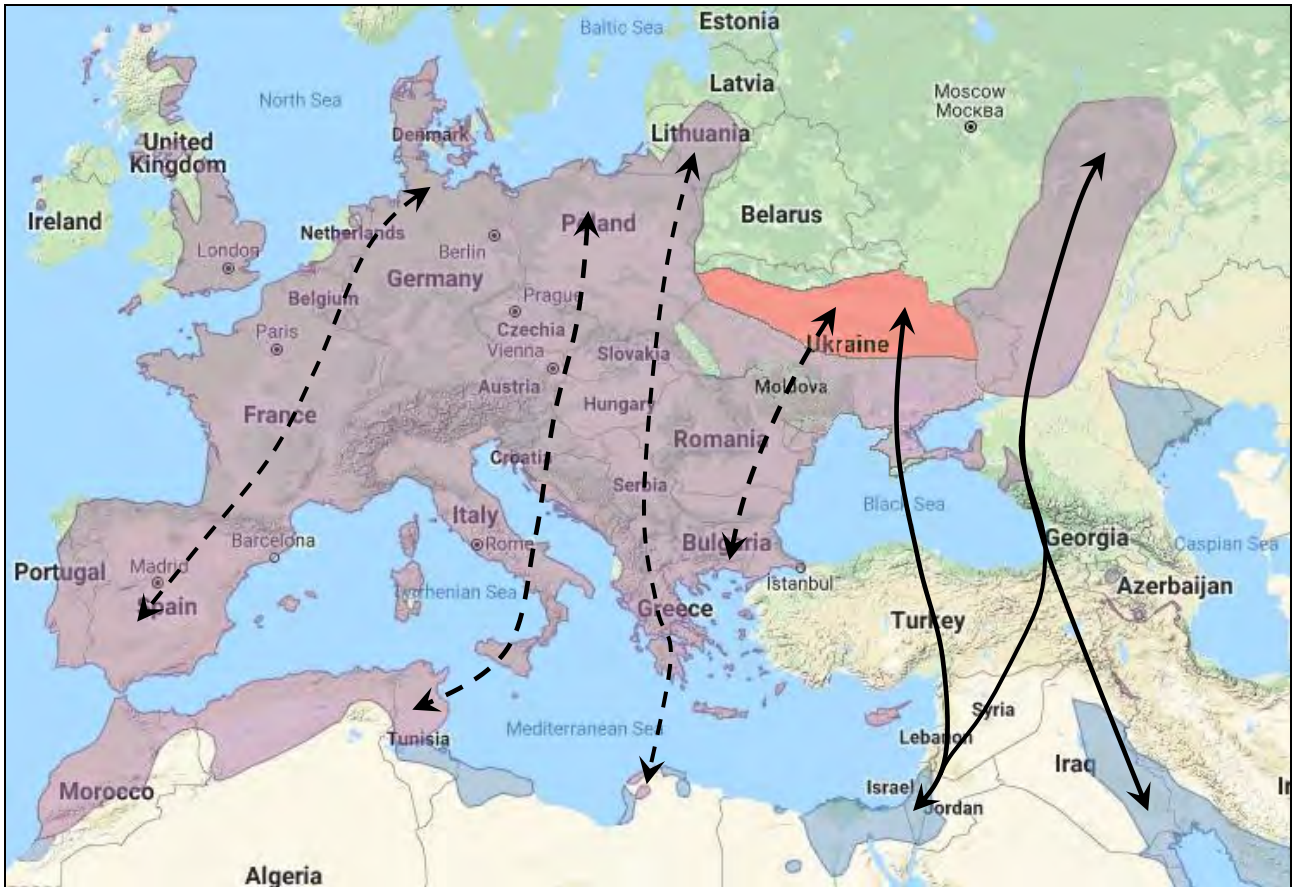 Estonia
Baltic Sea
Latvia
Moscow
Москва
North Sea
Denmark
Lithuania
United
Kingdom
Ireland
Belarus
Netherlands
Poland
London
Berlin
Germany
Belgium
Prague
Paris
Czechia
Ukraine
Vienna
Slovakia
Austria
Moldova
France
Hungary
Romania
Croatia
Serbia
Black Sea
Italy
Barcelona
Rome
Bulgaria
Georgia
Caspian Sea
Portugal
Madrid
Istanbul
Azerbaijan
Spain
Tyrrhenian Sea
Greece
Turkey
Syria
Mediterranean Sea
Lebanon
Tunisia
Iraq
Morocco
Israel
Jordan
Ir
Algeria